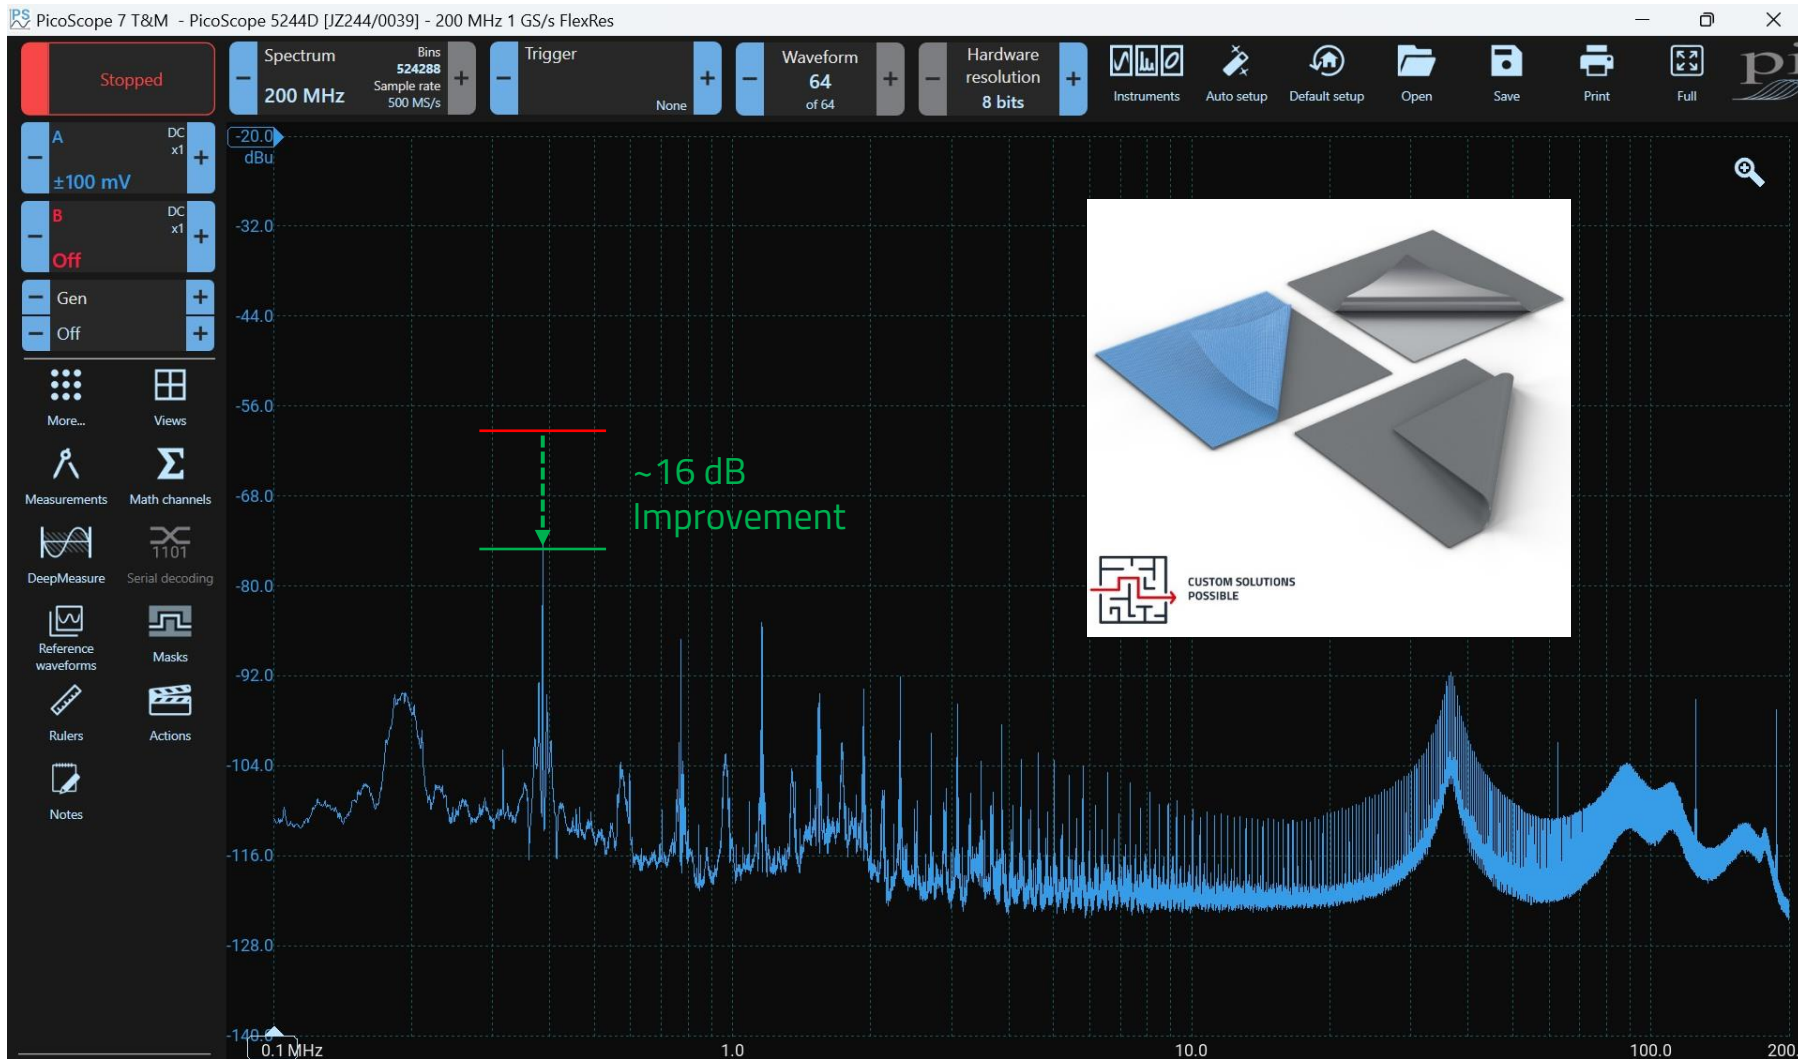 PicoScope 7 T&M - PicoScope 5244D [JZ244/0039] - 200 MHz 1 GS/s FlexRes
Stopped
Spectrum
200 MHz
Bins
524288
Sample rate
500 MS/s
Trigger
None
Waveform
64
of 64
Hardware
resolution
8 bits
Instruments
Auto setup
Default setup
Open
Save
Print
Full
A
DC
x1
±100 mV
B
DC
x1
Off
Gen
Off
More...
Views
Measurements
Math channels
DeepMeasure
1101
Serial decoding
Reference
waveforms
Masks
Rulers
Actions
Notes
-20.0
dBu
-32.0
-44.0
-56.0
-68.0
-80.0
-92.0
-104.0
-116.0
-128.0
-140.0
~16 dB
Improvement
CUSTOM SOLUTIONS
POSSIBLE
0.1 MHz
1.0
10.0
100.0